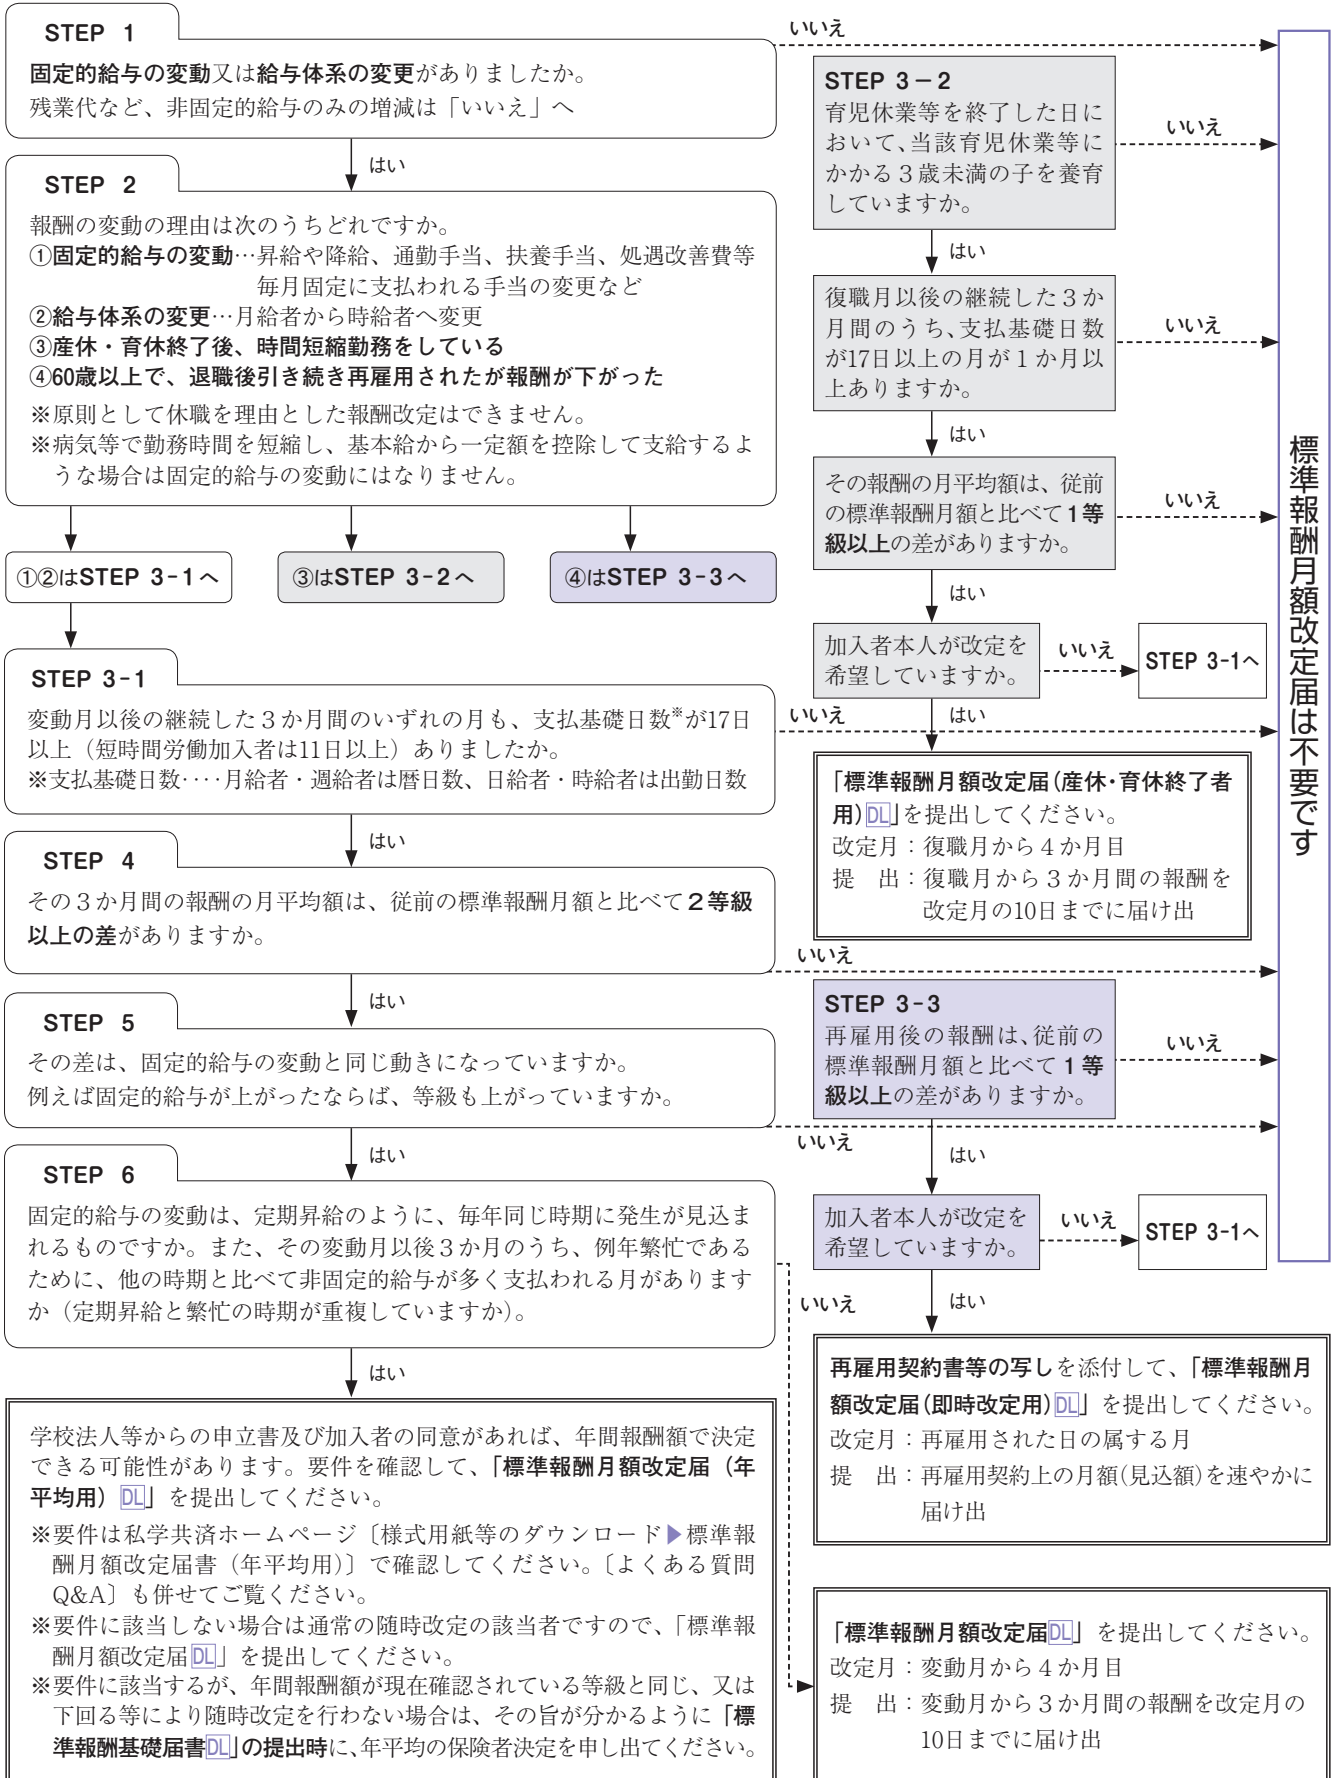 STEP 1
固定的給与の変動又は給与体系の変更がありましたか。
残業代など、非固定的給与のみの増減は「いいえ」へ
いいえ
はい
STEP 2
報酬の変動の理由は次のうちどれですか。
①固定的給与の変動…昇給や降給、通勤手当、扶養手当、処遇改善費等
毎月固定に支払われる手当の変更など
②給与体系の変更…月給者から時給者へ変更
③産休・育休終了後、時間短縮勤務をしている
④60歳以上で、退職後引き続き再雇用されたが報酬が下がった
※原則として休職を理由とした報酬改定はできません。
※病気等で勤務時間を短縮し、基本給から一定額を控除して支給するよ
うな場合は固定的給与の変動にはなりません。
①②はSTEP 3-1へ
③はSTEP 3-2へ
④はSTEP 3-3へ
STEP 3-1
変動月以後の継続した3か月間のいずれの月も、支払基礎日数※が17日
以上（短時間労働加入者は11日以上）ありましたか。
※支払基礎日数‥‥月給者・週給者は暦日数、日給者・時給者は出勤日数
いいえ
はい
STEP 4
その3か月間の報酬の月平均額は、従前の標準報酬月額と比べて2等級
以上の差がありますか。
いいえ
はい
STEP 5
その差は、固定的給与の変動と同じ動きになっていますか。
例えば固定的給与が上がったならば、等級も上がっていますか。
いいえ
はい
STEP 6
固定的給与の変動は、定期昇給のように、毎年同じ時期に発生が見込ま
れるものですか。また、その変動月以後3か月のうち、例年繁忙である
ために、他の時期と比べて非固定的給与が多く支払われる月があります
か（定期昇給と繁忙の時期が重複していますか）。
いいえ
はい
学校法人等からの申立書及び加入者の同意があれば、年間報酬額で決定
できる可能性があります。要件を確認して、「標準報酬月額改定届（年
平均用）DL」を提出してください。
※要件は私学共済ホームページ〔様式用紙等のダウンロード▶標準報
酬月額改定届書（年平均用）〕で確認してください。〔よくある質問
Q&A〕も併せてご覧ください。
※要件に該当しない場合は通常の随時改定の該当者ですので、「標準報
酬月額改定届DL」を提出してください。
※要件に該当するが、年間報酬額が現在確認されている等級と同じ、又は
下回る等により随時改定を行わない場合は、その旨が分かるように「標
準報酬基礎届書DL」の提出時に、年平均の保険者決定を申し出てください。
STEP 3－2
育児休業等を終了した日に
おいて、当該育児休業等に
かかる3歳未満の子を養育
していますか。
いいえ
はい
復職月以後の継続した3か
月間のうち、支払基礎日数
が17日以上の月が1か月以
上ありますか。
いいえ
はい
その報酬の月平均額は、従前
の標準報酬月額と比べて1等
級以上の差がありますか。
いいえ
はい
加入者本人が改定を
希望していますか。
いいえ
STEP 3-1へ
はい
「標準報酬月額改定届（産休・育休終了者
用）DL」を提出してください。
改定月：復職月から4か月目
提　出：復職月から3か月間の報酬を
改定月の10日までに届け出
STEP 3-3
再雇用後の報酬は、従前の
標準報酬月額と比べて1等
級以上の差がありますか。
いいえ
はい
加入者本人が改定を
希望していますか。
いいえ
STEP 3-1へ
はい
再雇用契約書等の写しを添付して、「標準報酬月
額改定届（即時改定用）DL」を提出してください。
改定月：再雇用された日の属する月
提　出：再雇用契約上の月額（見込額）を速やかに
届け出
「標準報酬月額改定届DL」を提出してください。
改定月：変動月から4か月目
提　出：変動月から3か月間の報酬を改定月の
10日までに届け出
標準報酬月額改定届は不要です